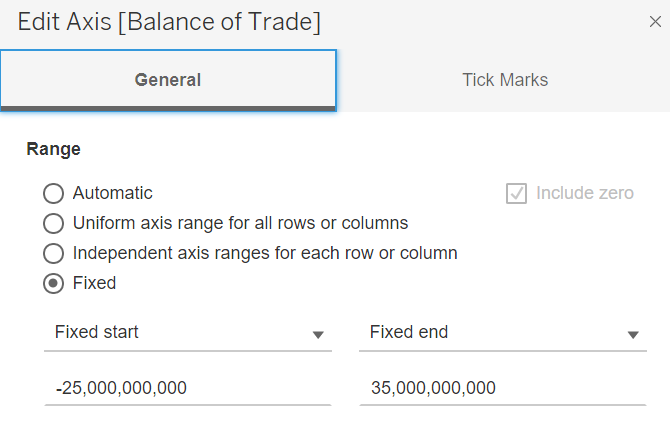 Edit Axis [Balance of Trade]
General Tick Marks
Range
Automatic Include zero
Uniform axis range for all rows or columns
Independent axis ranges for each row or column
Fixed
Fixed start Fixed end
-25,000,000,000 35,000,000,000